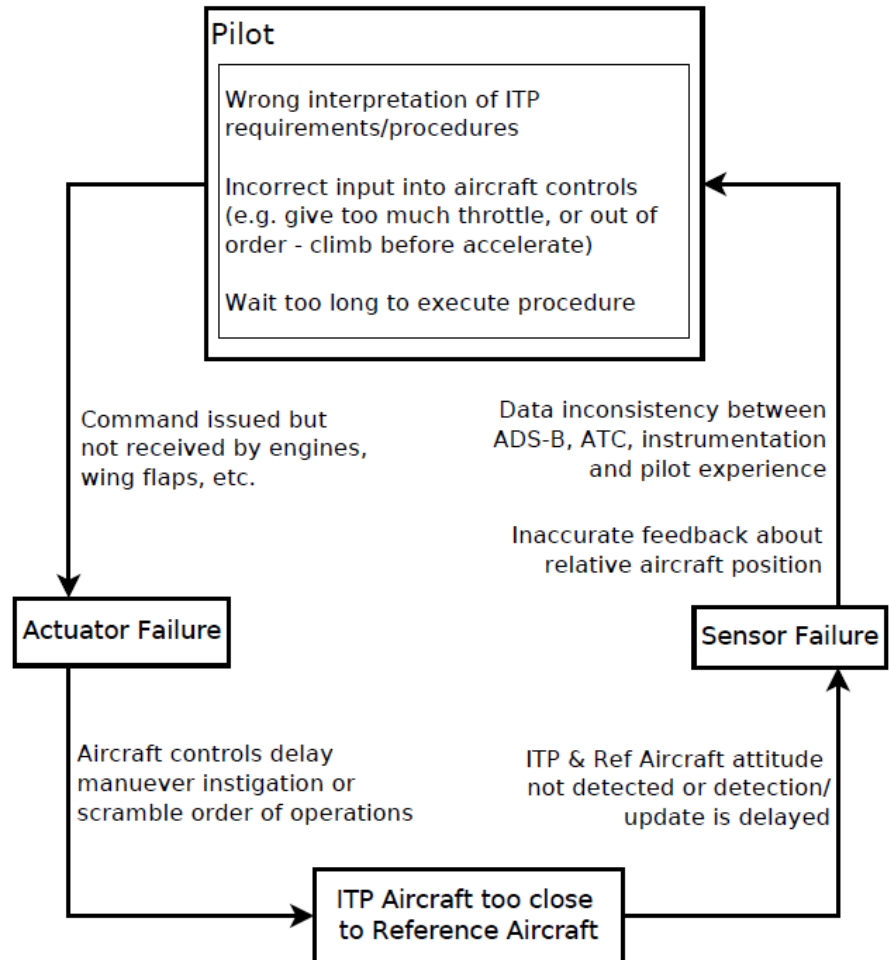 Pilot
Wrong interpretation of ITP
requirements/procedures
Incorrect input into aircraft controls
(e.g. give too much throttle, or out of
order - climb before accelerate)
Wait too long to execute procedure
Command issued but
not received by engines,
wing flaps, etc.
Data inconsistency between
ADS-B, ATC, instrumentation
and pilot experience
Inaccurate feedback about
relative aircraft position
Actuator Failure
Sensor Failure
Aircraft controls delay
manuever instigation or
scramble order of operations
ITP & Ref Aircraft attitude
not detected or detection/
update is delayed
ITP Aircraft too close
to Reference Aircraft